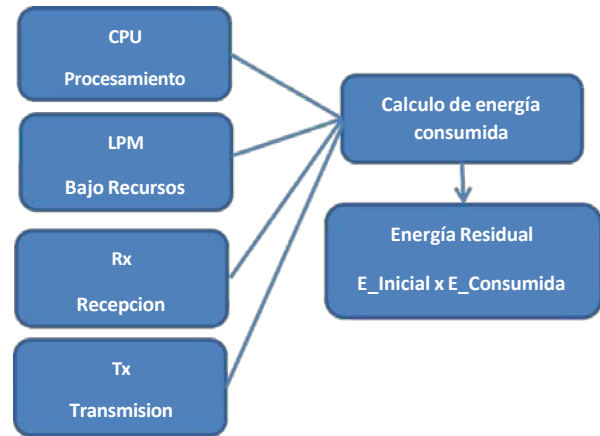 CPU
Procesamiento
LPM
Bajo Recursos
Rx
Recepcion
Tx
Transmision
Calculo de energía
consumida
Energía Residual
E_Inicial x E_Consumida